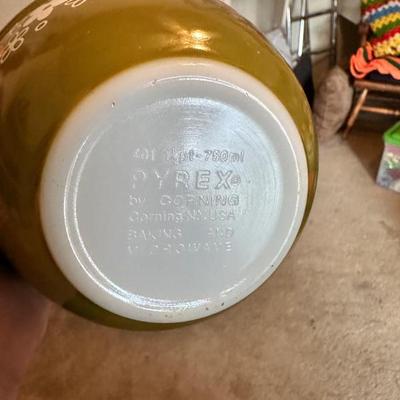 401 1½pt-750ml
PYREX®
by CORNING
Corning N.Y. USA
BAKING AND
MICROWAVE